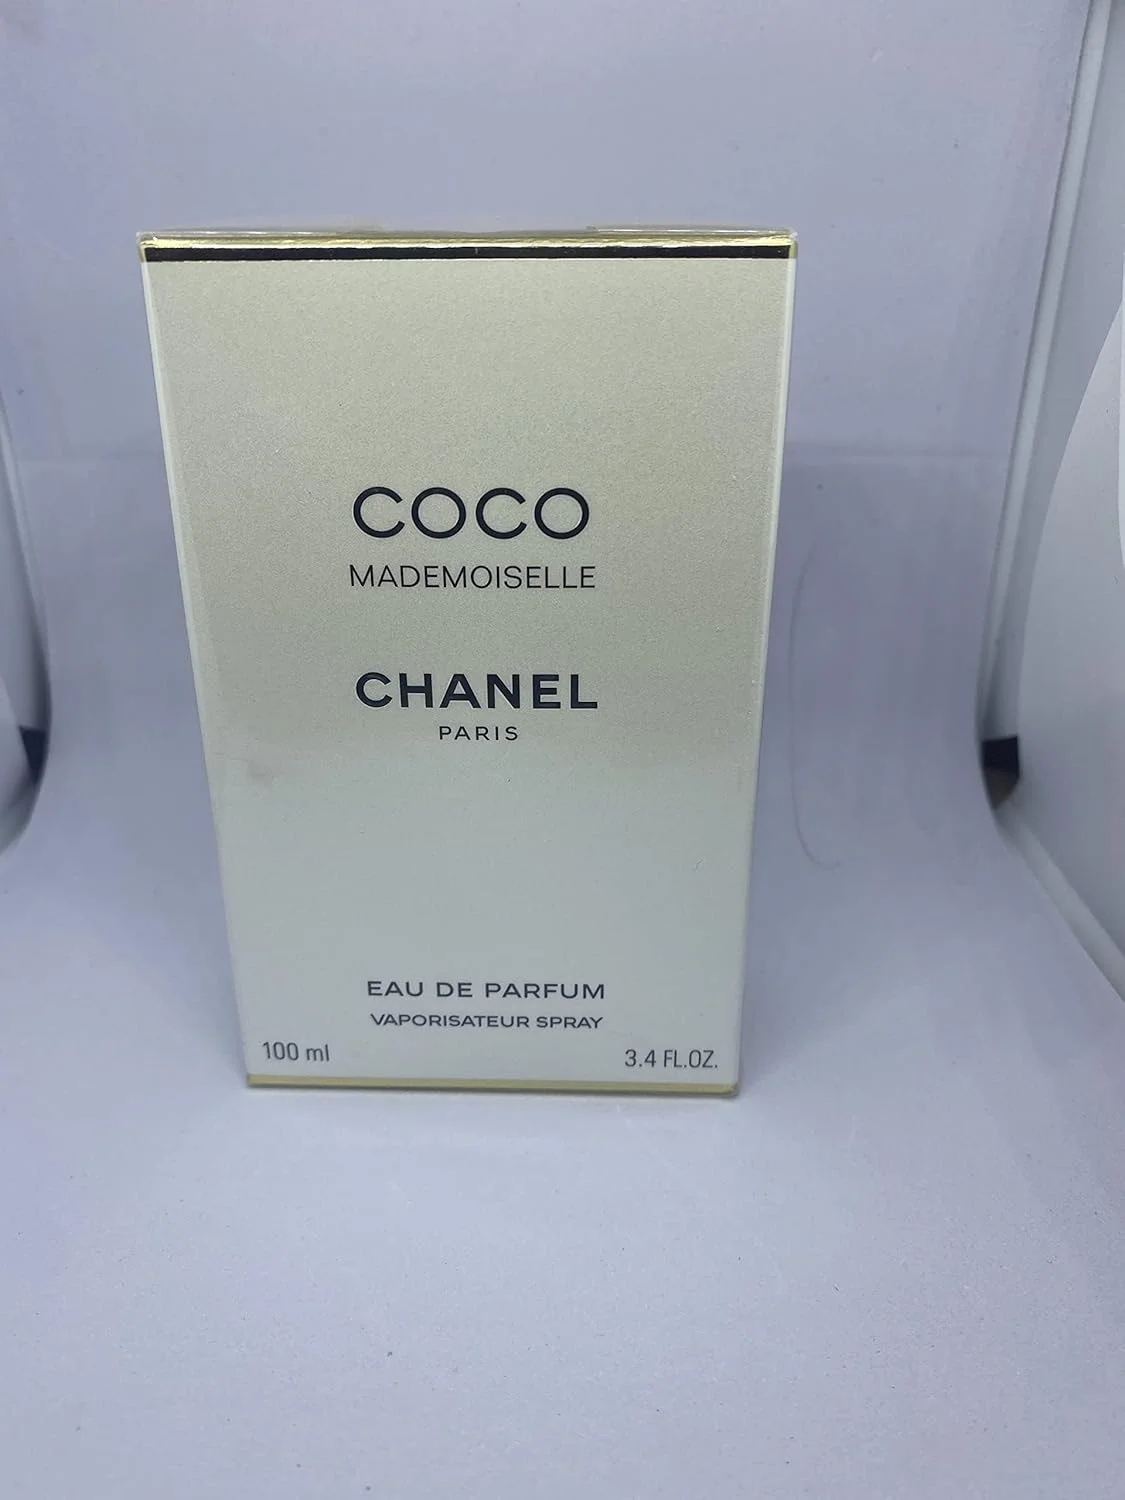 COCO
MADEMOISELLE
CHANEL
PARIS
EAU DE PARFUM
VAPORISATEUR SPRAY
100 ml 3.4 FL.OZ.